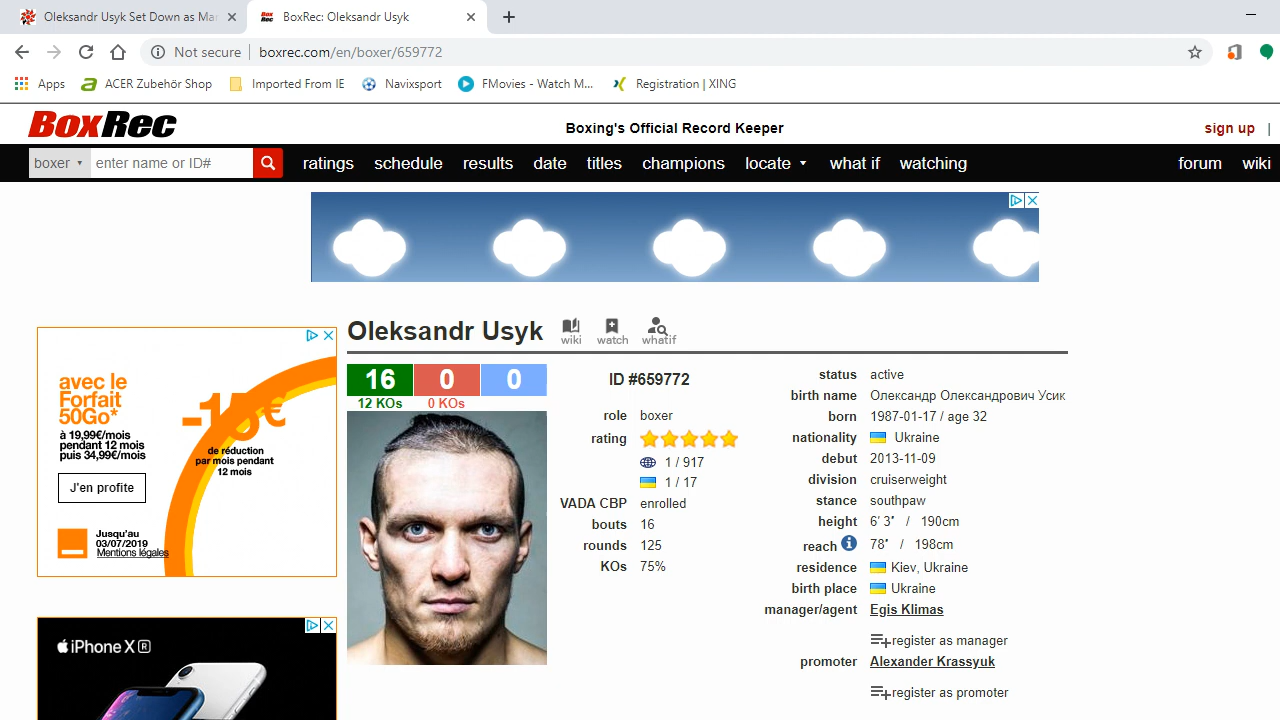 Oleksandr Usyk Set Down as Ma
BoxRec: Oleksandr Usyk
Not secure | boxrec.com/en/boxer/659772
Apps
ACER Zubehör Shop
Imported From IE
Navixsport
FMovies - Watch M...
Registration | XING
BoxRec
Boxing's Official Record Keeper
sign up |
boxer
enter name or ID#
ratings schedule results date titles champions locate what if watching forum wiki
Oleksandr Usyk
wiki watch whatif
16 0 0
12 KOs 0 KOs
ID #659772
role boxer
rating
1 / 917
1 / 17
VADA CBP enrolled
bouts 16
rounds 125
KOs 75%
status active
birth name Олександр Олександрович Усик
born 1987-01-17 / age 32
nationality Ukraine
debut 2013-11-09
division cruiserweight
stance southpaw
height 6′ 3″ / 190cm
reach 78″ / 198cm
residence Kiev, Ukraine
birth place Ukraine
manager/agent Egis Klimas
register as manager
promoter Alexander Krassyuk
register as promoter
avec le
Forfait
50Go*
à 19,99€/mois
pendant 12 mois
puis 34,99€/mois
J'en profite
-15€
de réduction
par mois pendant
12 mois
Jusqu'au
03/07/2019
Mentions légales
iPhone XR